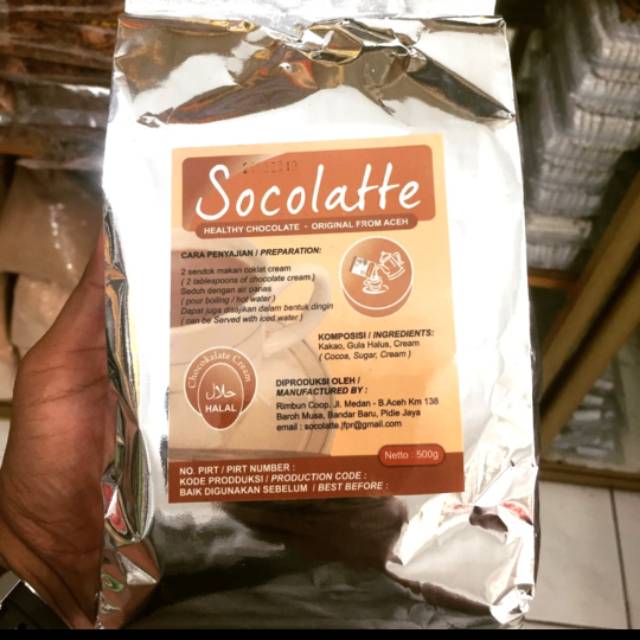 Socolatte
HEALTHY CHOCOLATE - ORIGINAL FROM ACEH
CARA PENYAJIAN / PREPARATION:
2 sendok makan coklat cream
( 2 tablespoons of chocolate cream )
Seduh dengan air panas
( pour boiling / hot water )
Dapat juga disajikan dalam bentuk dingin
( can be Served with iced water )
KOMPOSISI / INGREDIENTS:
Kakao, Gula Halus, Cream
( Cocoa, Sugar, Cream )
Chocokalate Cream
حلال
HALAL
DIPRODUKSI OLEH /
MANUFACTURED BY :
Rimbun Coop. Jl. Medan - B.Aceh Km 138
Baroh Musa, Bandar Baru, Pidie Jaya
email : socolatte.jfpr@gmail.com
Netto : 500g
NO. PIRT / PIRT NUMBER :
KODE PRODDUKSI / PRODUCTION CODE :
BAIK DIGUNAKAN SEBELUM / BEST BEFORE :